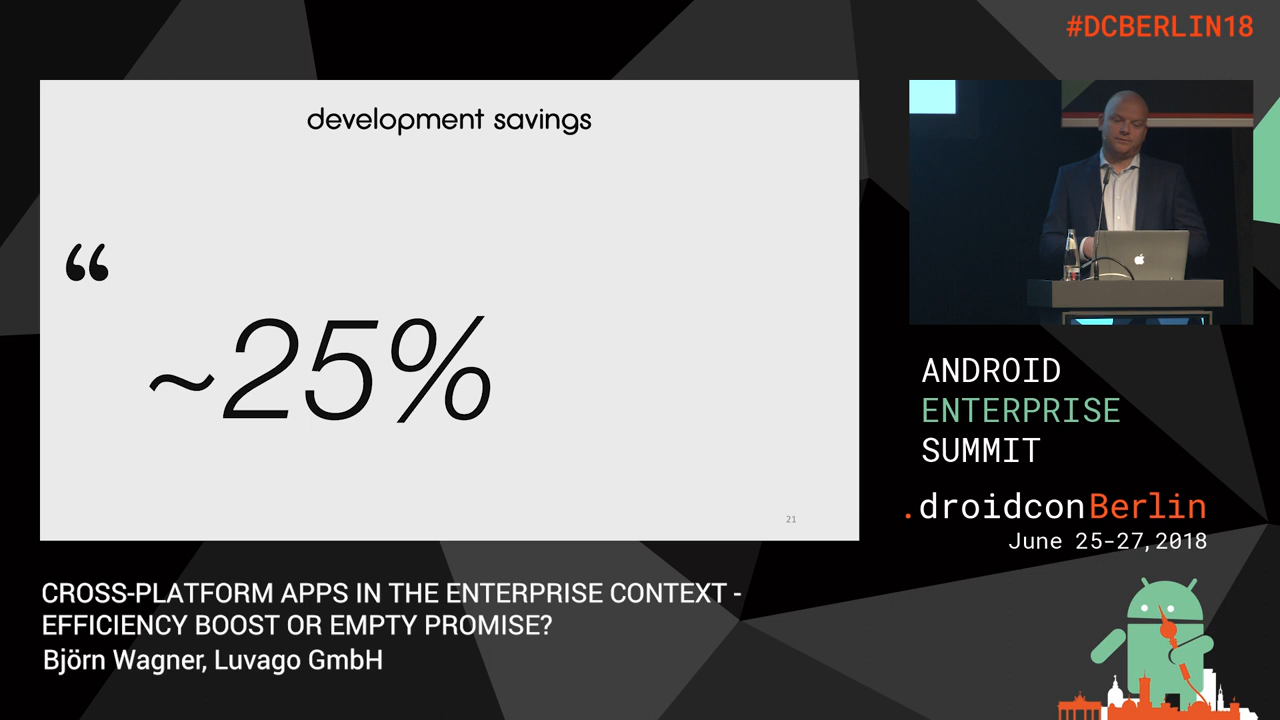 #DCBERLIN18
development savings
“
~25%
21
ANDROID
ENTERPRISE
SUMMIT
.droidconBerlin
June 25-27, 2018
CROSS-PLATFORM APPS IN THE ENTERPRISE CONTEXT -
EFFICIENCY BOOST OR EMPTY PROMISE?
Björn Wagner, Luvago GmbH